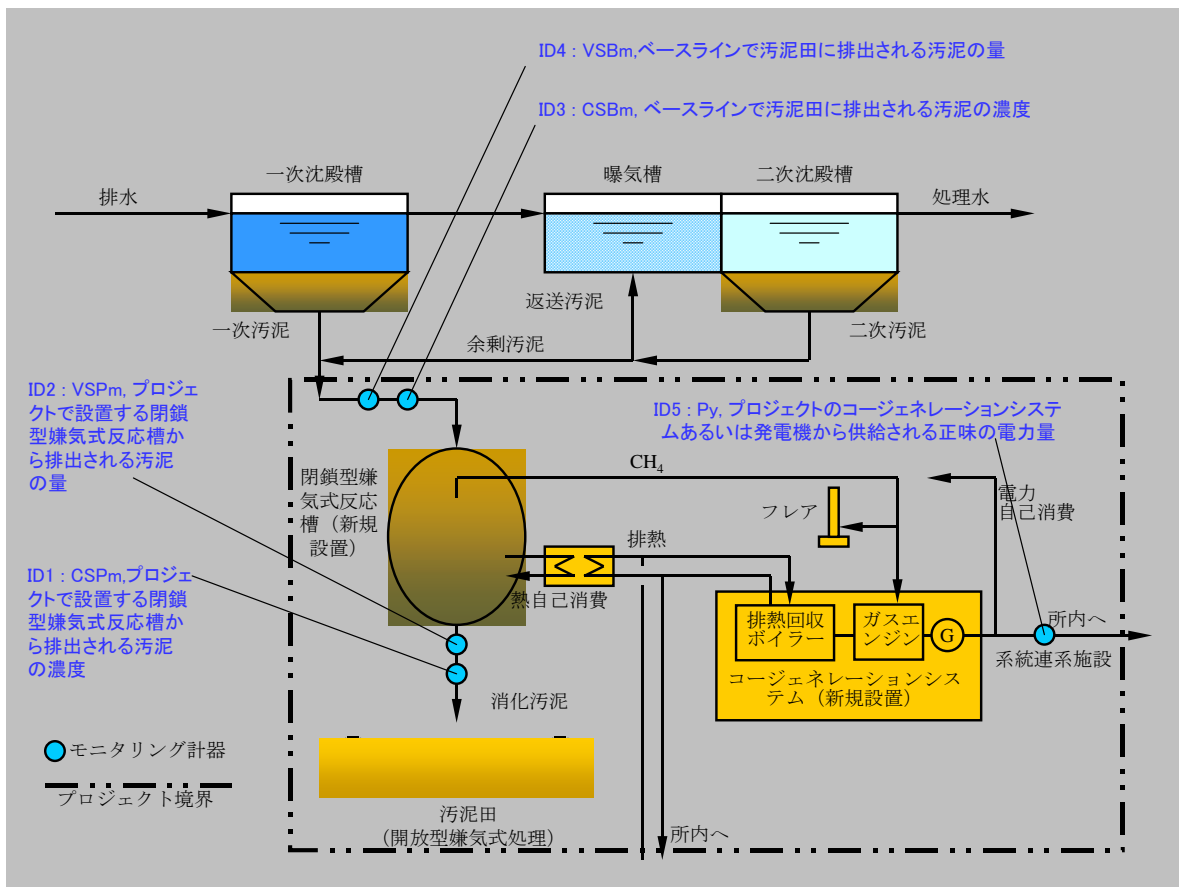 ID4 : VSBm,ベースラインで汚泥田に排出される汚泥の量
ID3 : CSBm, ベースラインで汚泥田に排出される汚泥の濃度
一次沈殿槽
曝気槽
二次沈殿槽
排水
処理水
返送汚泥
一次汚泥
二次汚泥
余剰汚泥
ID2 : VSPm, プロジェ
クトで設置する閉鎖
型嫌気式反応槽か
ら排出される汚泥
の量
ID5 : Py, プロジェクトのコージェネレーションシステ
ムあるいは発電機から供給される正味の電力量
CH4
閉鎖型嫌
気式反応
槽（新規
設置）
電力
自己消費
フレア
排熱
ID1 : CSPm,プロジェ
クトで設置する閉鎖
型嫌気式反応槽か
ら排出される汚泥
の濃度
熱自己消費
排熱回収
ボイラー
ガスエ
ンジン
G
所内へ
系統連系施設
コージェネレーションシス
テム（新規設置）
消化汚泥
モニタリング計器
プロジェクト境界
汚泥田
（開放型嫌気式処理）
所内へ